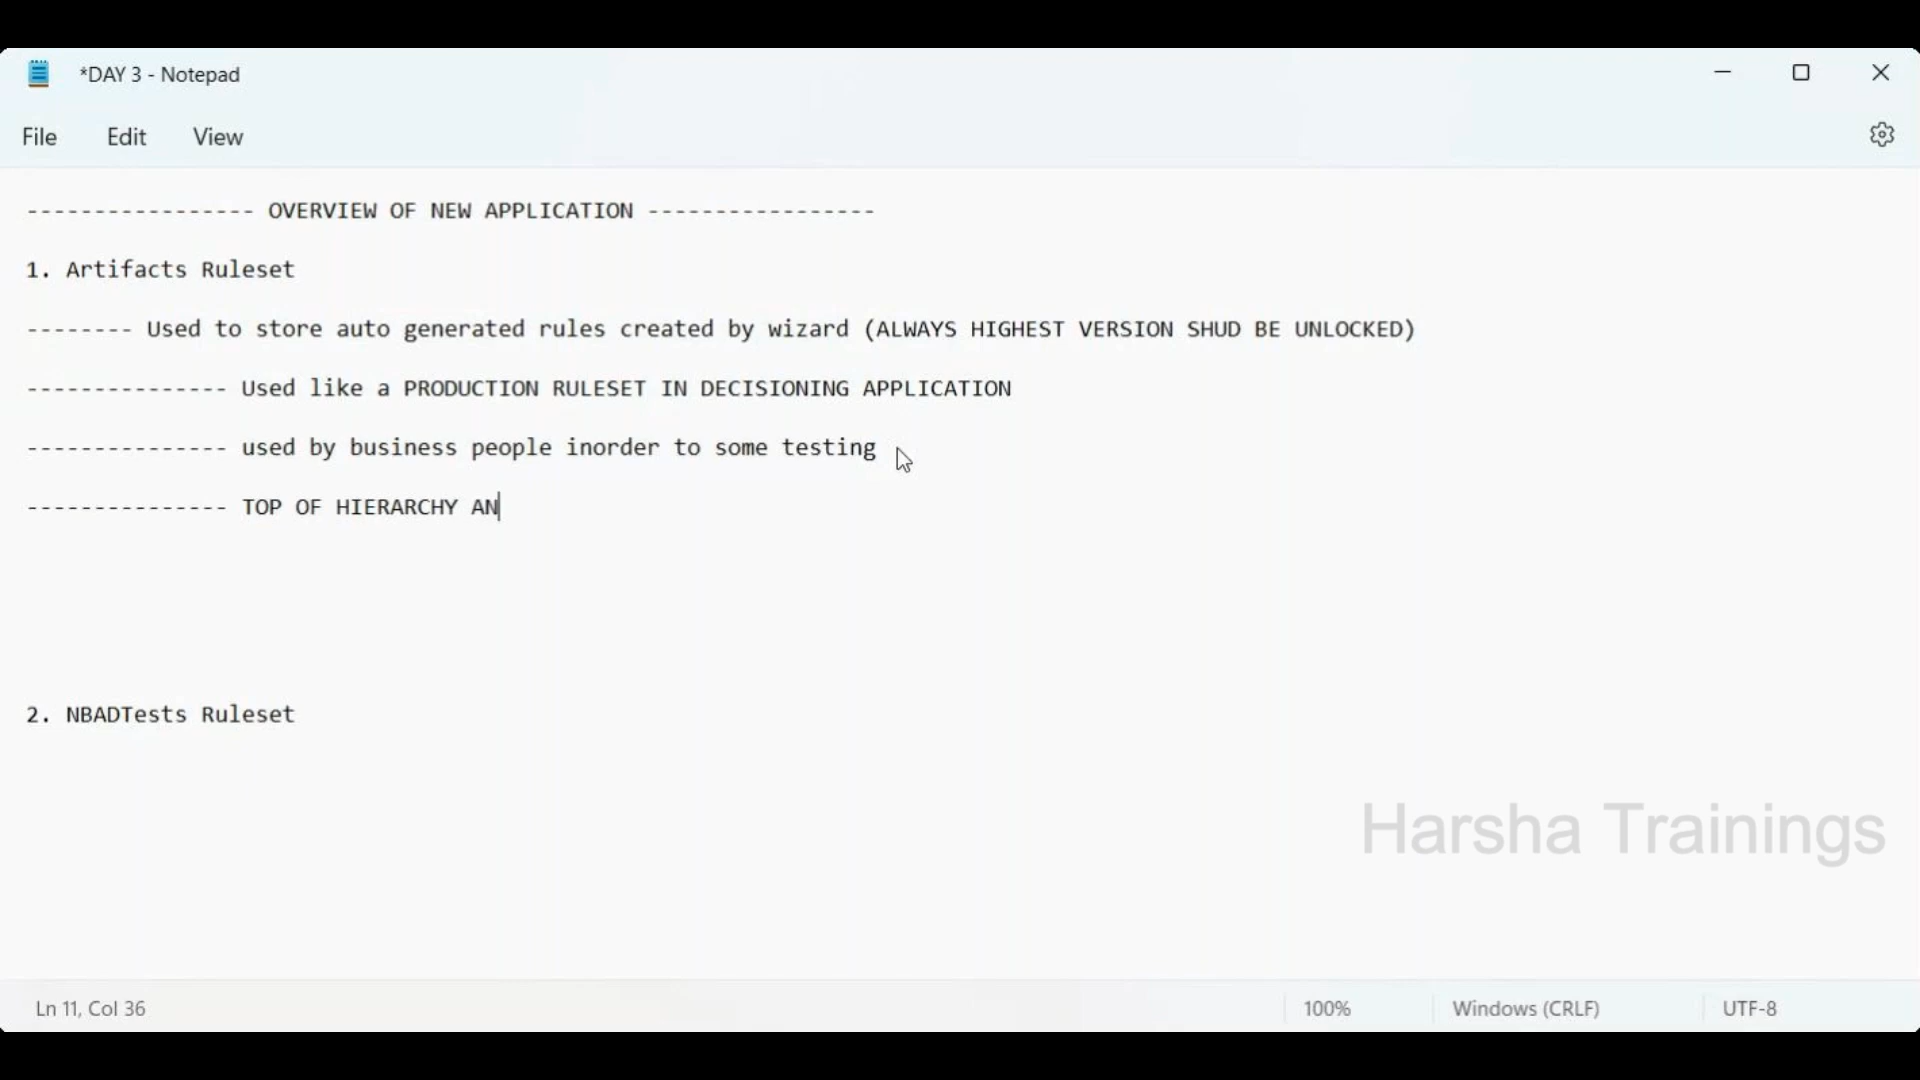 *DAY 3 - Notepad
File Edit View
----------------- OVERVIEW OF NEW APPLICATION -----------------
1. Artifacts Ruleset
-------- Used to store auto generated rules created by wizard (ALWAYS HIGHEST VERSION SHUD BE UNLOCKED)
--------------- Used like a PRODUCTION RULESET IN DECISIONING APPLICATION
--------------- used by business people inorder to some testing
--------------- TOP OF HIERARCHY AN
2. NBADTests Ruleset
Harsha Trainings
Ln 11, Col 36 100% Windows (CRLF) UTF-8